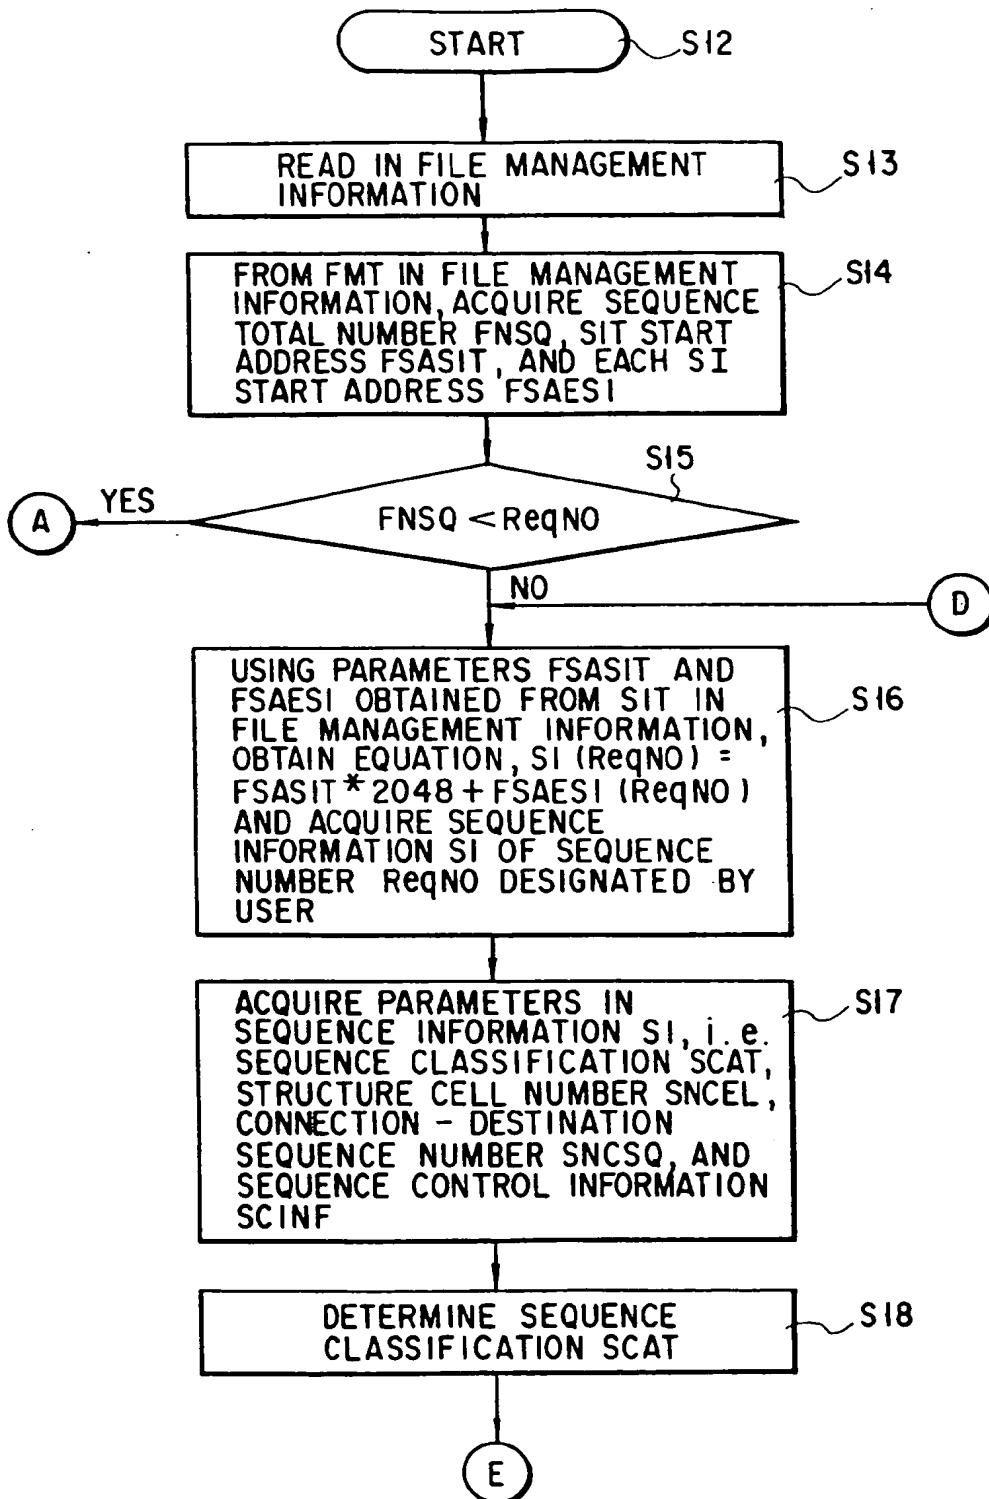 START
S12
READ IN FILE MANAGEMENT
INFORMATION
S13
FROM FMT IN FILE MANAGEMENT
INFORMATION, ACQUIRE SEQUENCE
TOTAL NUMBER FNSQ, SIT START
ADDRESS FSASIT, AND EACH SI
START ADDRESS FSAESI
S14
S15
FNSQ < ReqNO
YES
A
NO
D
USING PARAMETERS FSASIT AND
FSAESI OBTAINED FROM SIT IN
FILE MANAGEMENT INFORMATION,
OBTAIN EQUATION, SI (ReqNO) =
FSASIT * 2048 + FSAESI (ReqNO)
AND ACQUIRE SEQUENCE
INFORMATION SI OF SEQUENCE
NUMBER ReqNO DESIGNATED BY
USER
S16
ACQUIRE PARAMETERS IN
SEQUENCE INFORMATION SI, i.e.
SEQUENCE CLASSIFICATION SCAT,
STRUCTURE CELL NUMBER SNCEL,
CONNECTION - DESTINATION
SEQUENCE NUMBER SNCSQ, AND
SEQUENCE CONTROL INFORMATION
SCINF
S17
DETERMINE SEQUENCE
CLASSIFICATION SCAT
S18
E